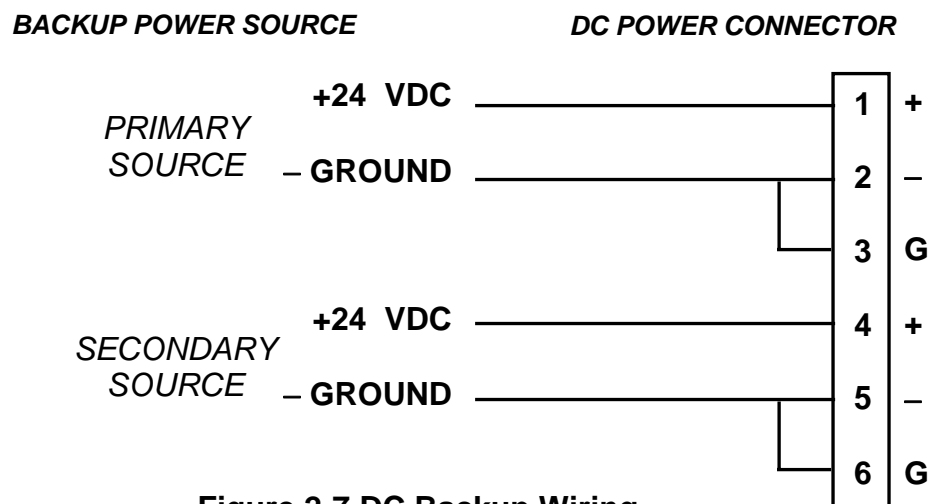 BACKUP POWER SOURCE DC POWER CONNECTOR
+24 VDC 1 +
PRIMARY
SOURCE – GROUND 2 –
3 G
+24 VDC 4 +
SECONDARY
SOURCE – GROUND 5 –
6 G
Figure 2-7 DC Backup Wiring